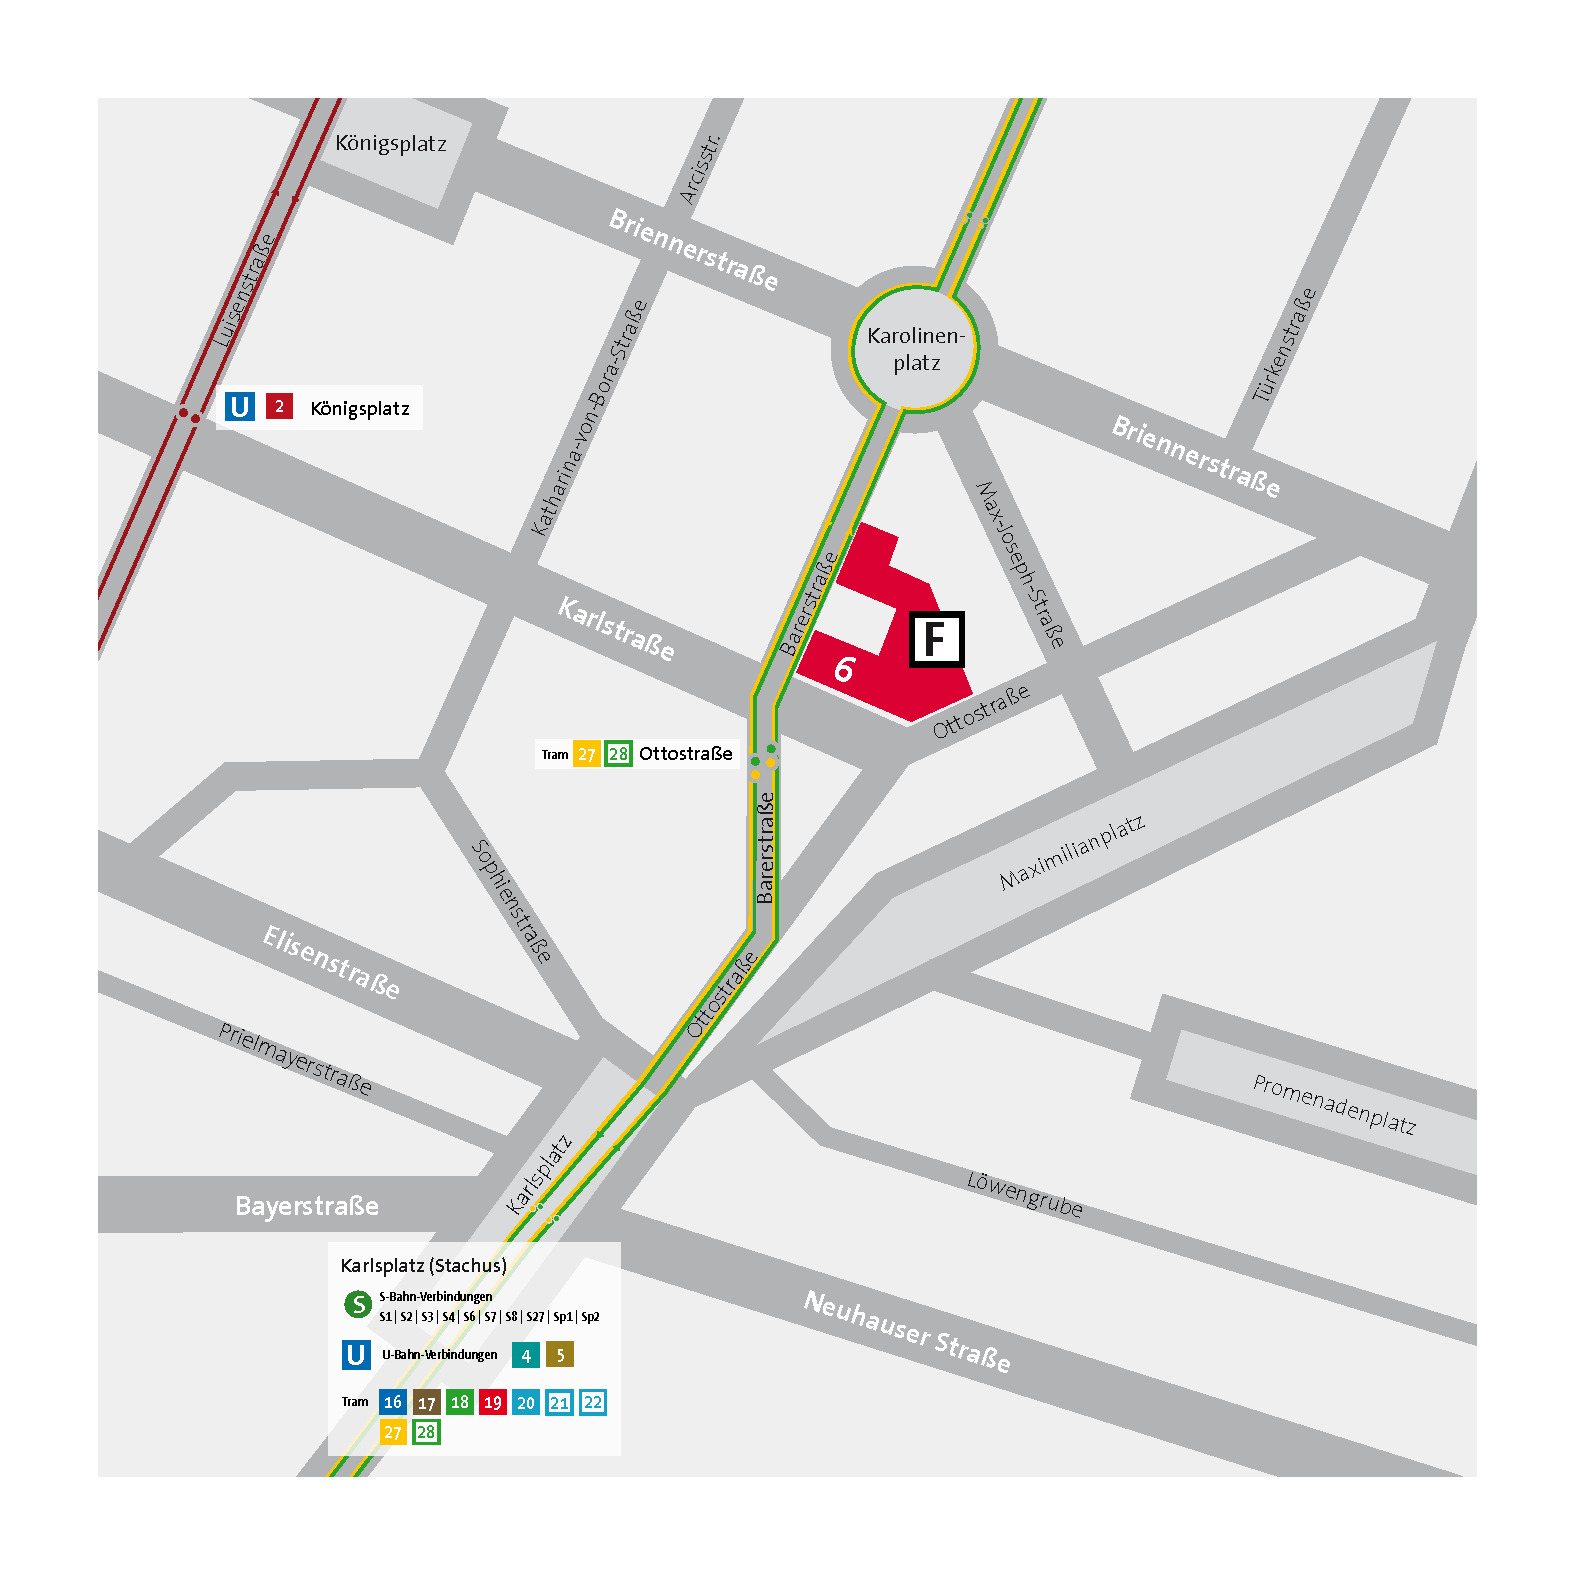 Königsplatz
Arcisstr.
Briennerstraße
Luisenstraße
Karolinen-
platz
Türkenstraße
Katharina-von-Bora-Straße
U 2 Königsplatz
Briennerstraße
Max-Joseph-Straße
Barerstraße
Karlstraße
F
6
Ottostraße
Tram 27 28 Ottostraße
Barerstraße
Maximilianplatz
Sophienstraße
Elisenstraße
Ottostraße
Prielmayerstraße
Promenadenplatz
Karlsplatz
Löwengrube
Bayerstraße
Neuhauser Straße
Karlsplatz (Stachus)
S S-Bahn-Verbindungen
S1 | S2 | S3 | S4 | S6 | S7 | S8 | S27 | Sp1 | Sp2
U U-Bahn-Verbindungen 4 5
Tram 16 17 18 19 20 21 22
27 28